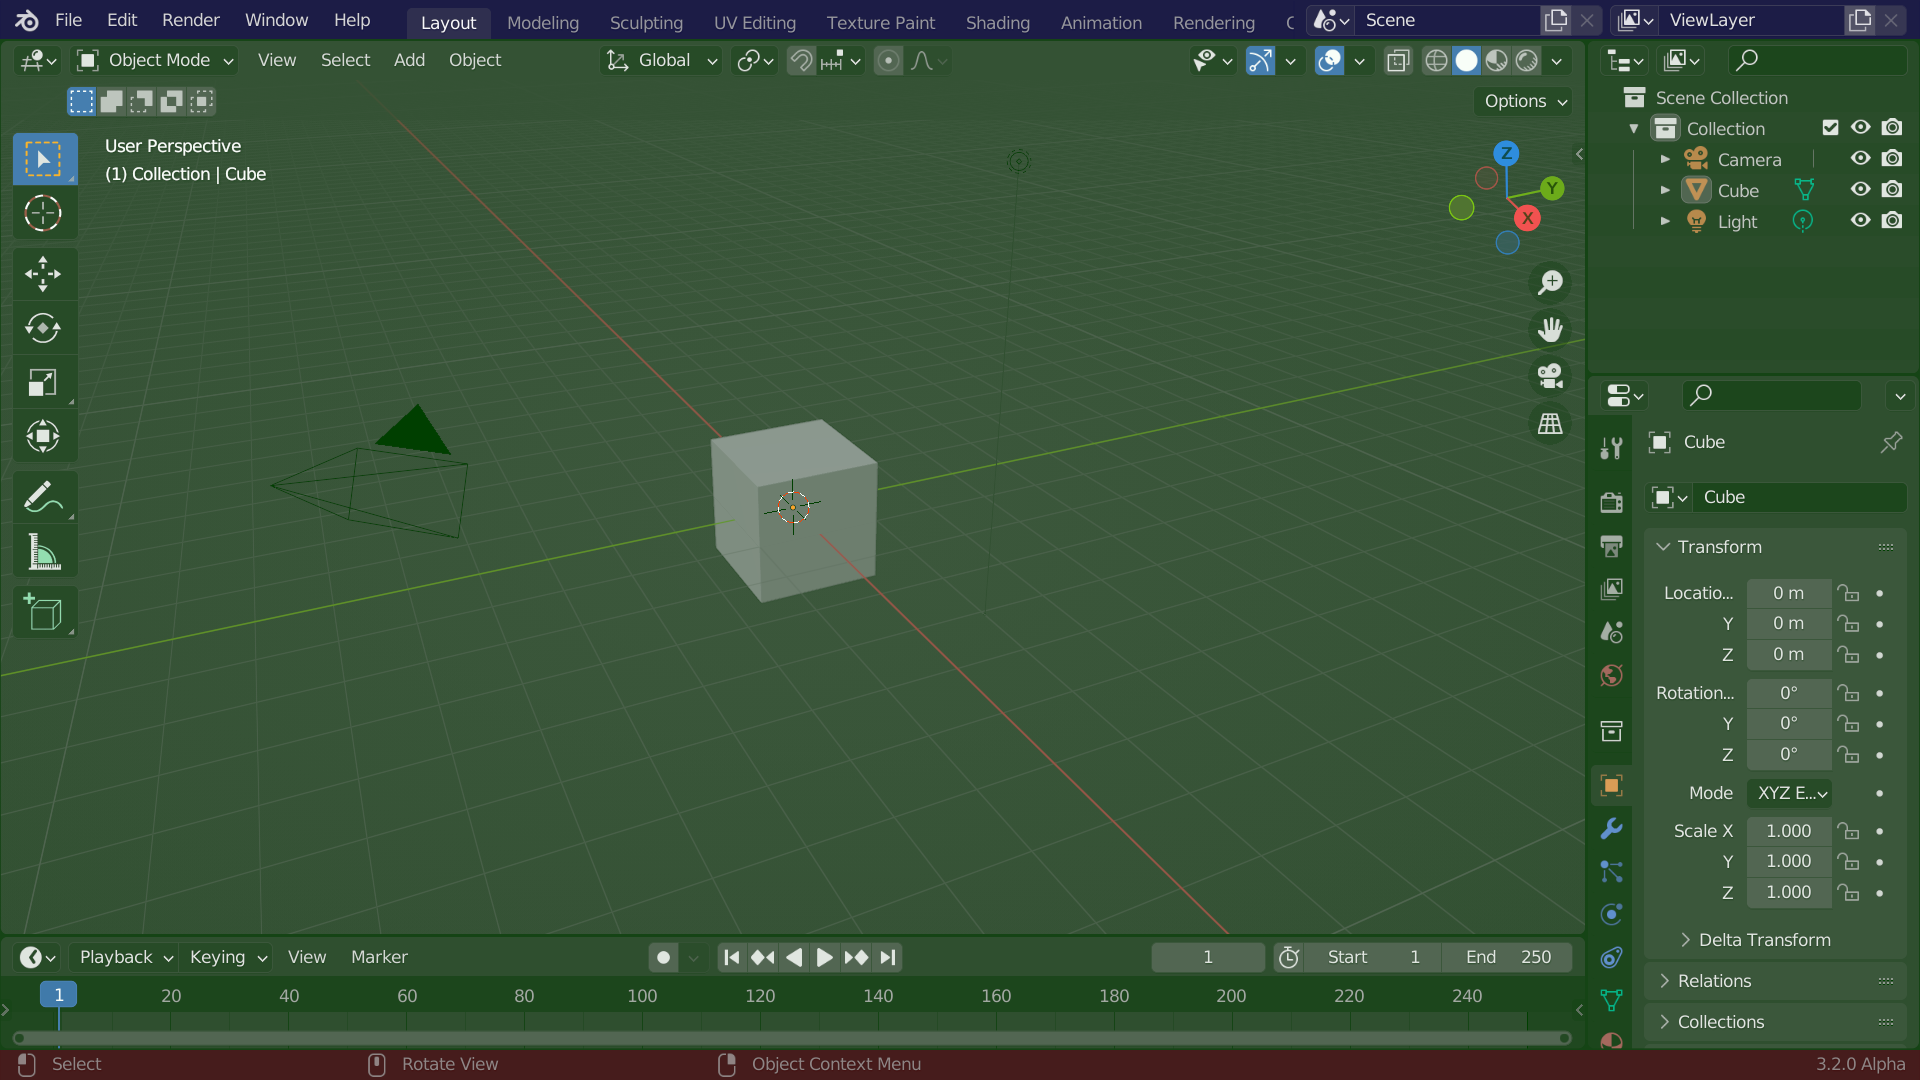 File Edit Render Window Help Layout Modeling Sculpting UV Editing Texture Paint Shading Animation Rendering Scene ViewLayer
Object Mode View Select Add Object Global
Options
User Perspective
(1) Collection | Cube
Z
Y
X
Scene Collection
Collection
Camera
Cube
Light
Cube
Cube
Transform
Locatio... 0 m
Y 0 m
Z 0 m
Rotation... 0°
Y 0°
Z 0°
Mode XYZ E...
Scale X 1.000
Y 1.000
Z 1.000
Delta Transform
Relations
Collections
Playback Keying View Marker 1 Start 1 End 250
1 20 40 60 80 100 120 140 160 180 200 220 240
Select Rotate View Object Context Menu 3.2.0 Alpha